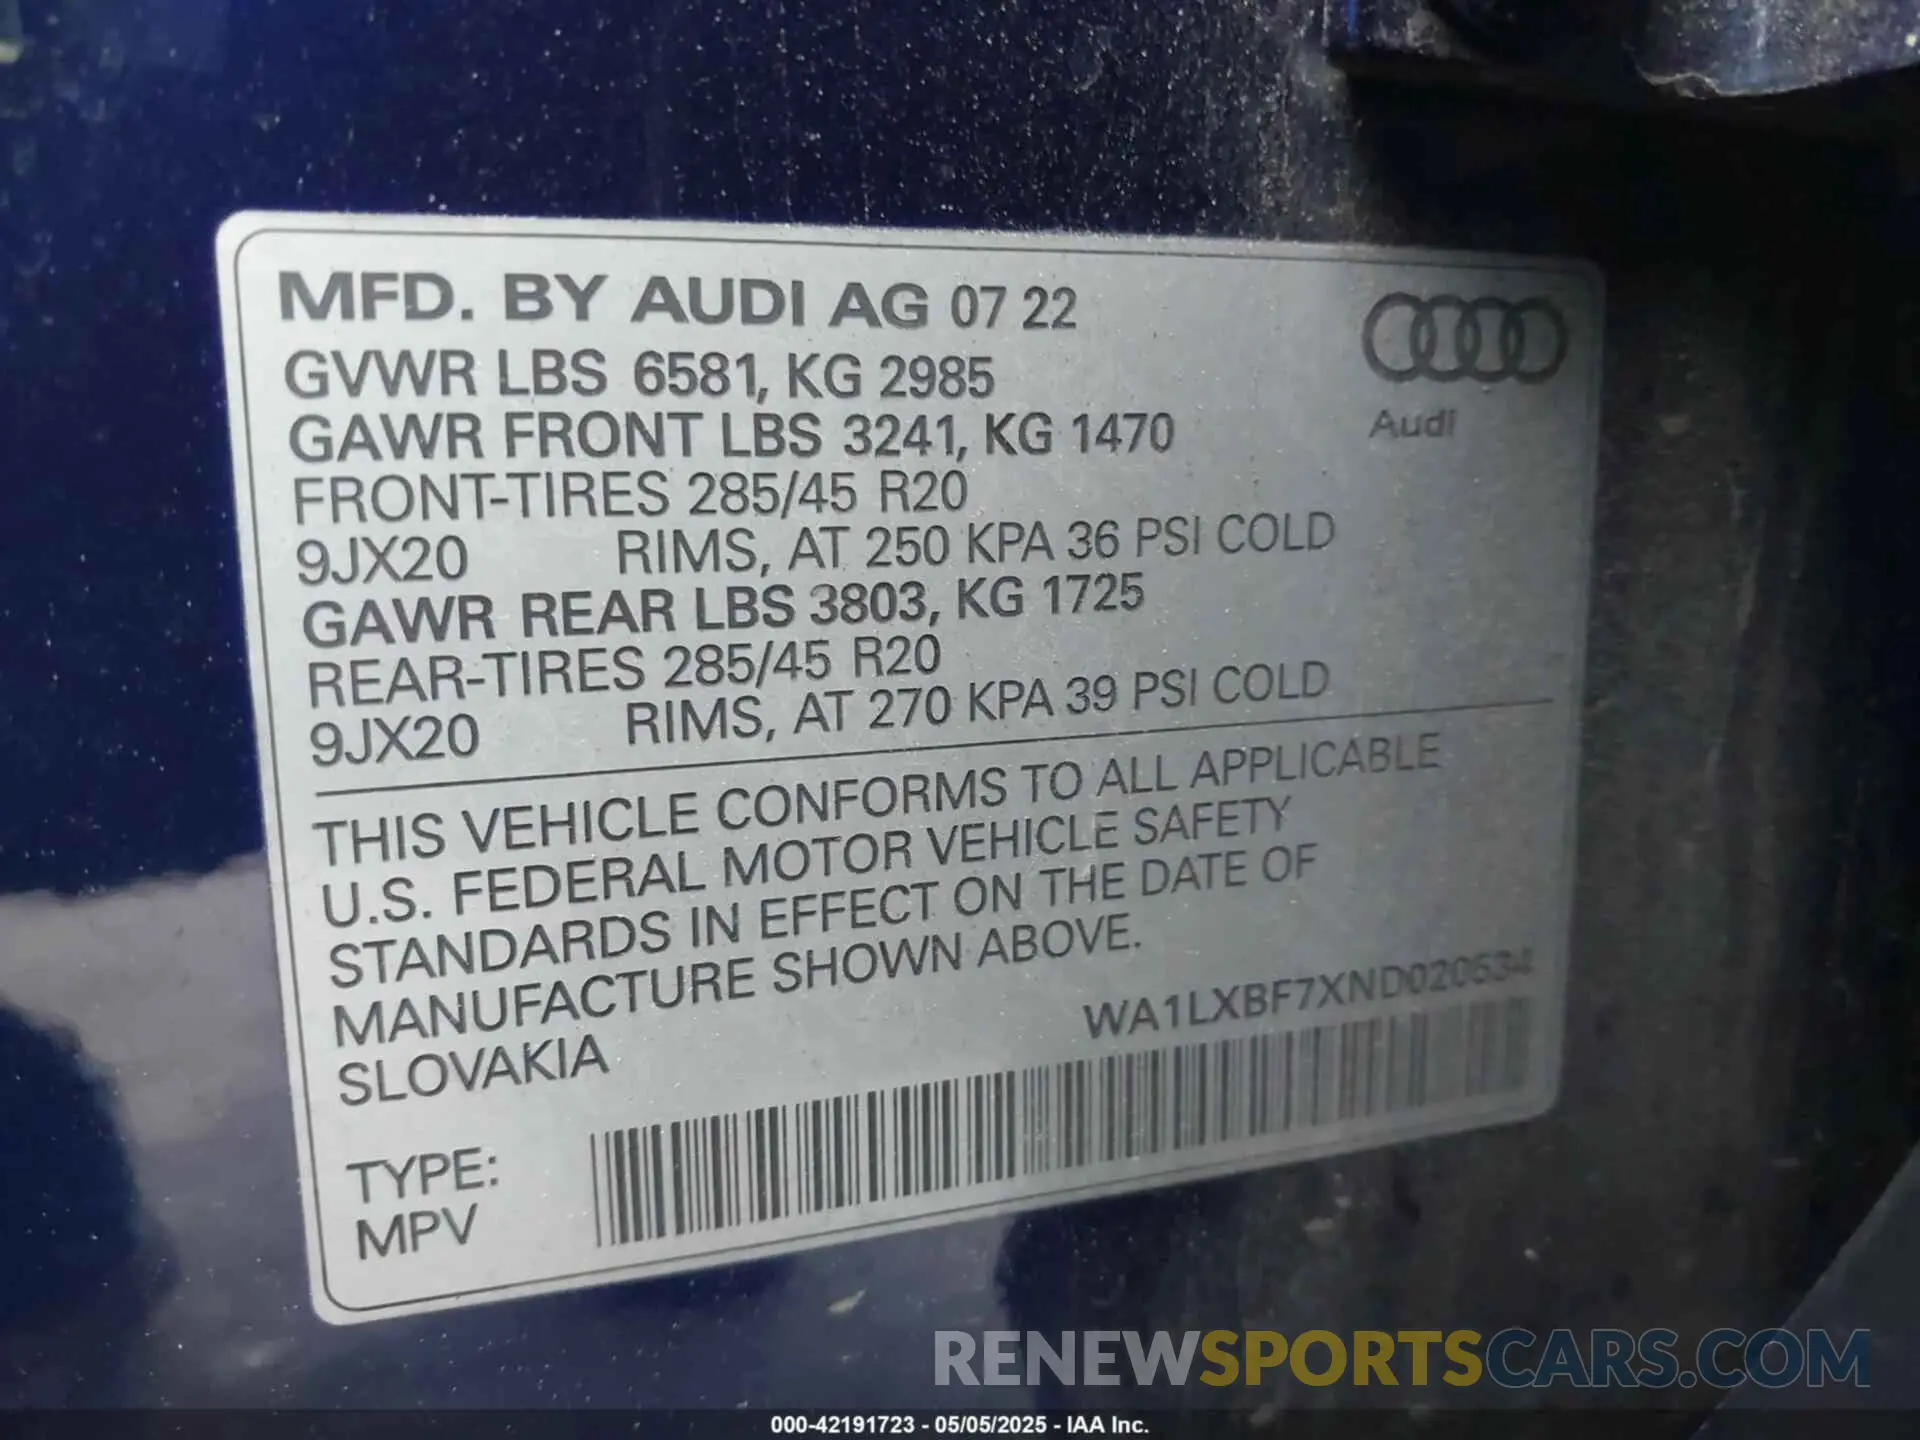 MFD. BY AUDI AG 07 22
GVWR LBS 6581, KG 2985
GAWR FRONT LBS 3241, KG 1470
FRONT-TIRES 285/45 R20
9JX20 RIMS, AT 250 KPA 36 PSI COLD
GAWR REAR LBS 3803, KG 1725
REAR-TIRES 285/45 R20
9JX20 RIMS, AT 270 KPA 39 PSI COLD
Audi
THIS VEHICLE CONFORMS TO ALL APPLICABLE
U.S. FEDERAL MOTOR VEHICLE SAFETY
STANDARDS IN EFFECT ON THE DATE OF
MANUFACTURE SHOWN ABOVE.
SLOVAKIA
WA1LXBF7XND020634
TYPE:
MPV
RENEWSPORTSCARS.COM
000-42191723 - 05/05/2025 - IAA Inc.